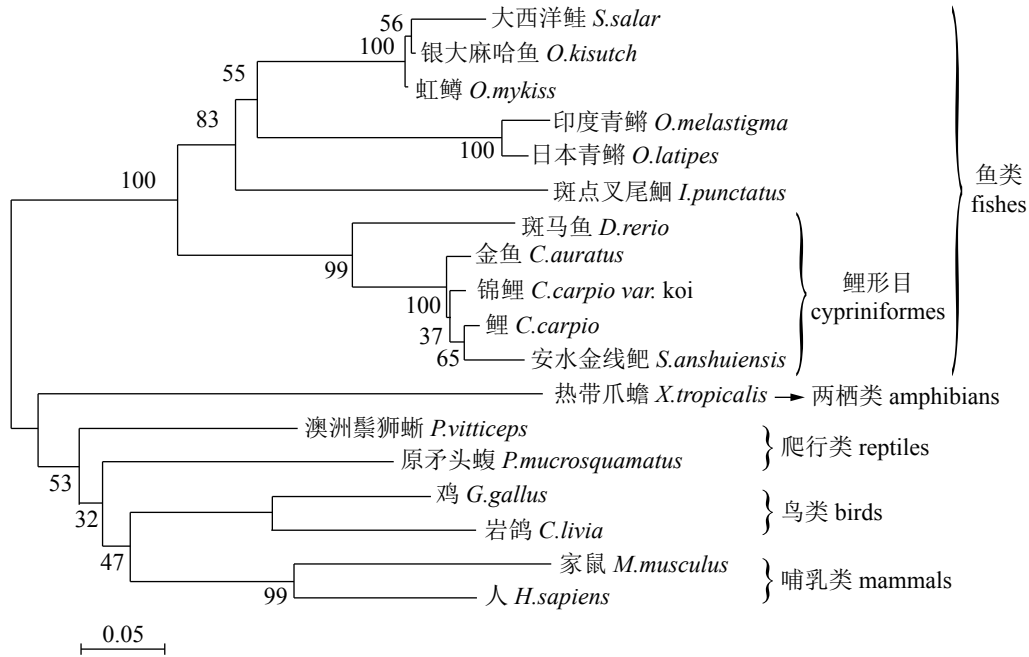 56
大西洋鲑 S.salar
100
银大麻哈鱼 O.kisutch
虹鳟 O.mykiss
55
83
印度青鳉 O.melastigma
100
日本青鳉 O.latipes
100
斑点叉尾鮰 I.punctatus
鱼类
fishes
斑马鱼 D.rerio
99
金鱼 C.auratus
100
锦鲤 C.carpio var. koi
鲤形目
cypriniformes
37
鲤 C.carpio
65
安水金线鲃 S.anshuiensis
热带爪蟾 X.tropicalis
两栖类 amphibians
澳洲鬃狮蜥 P.vitticeps
53
原矛头蝮 P.mucrosquamatus
爬行类 reptiles
32
鸡 G.gallus
岩鸽 C.livia
鸟类 birds
47
家鼠 M.musculus
99
人 H.sapiens
哺乳类 mammals
0.05